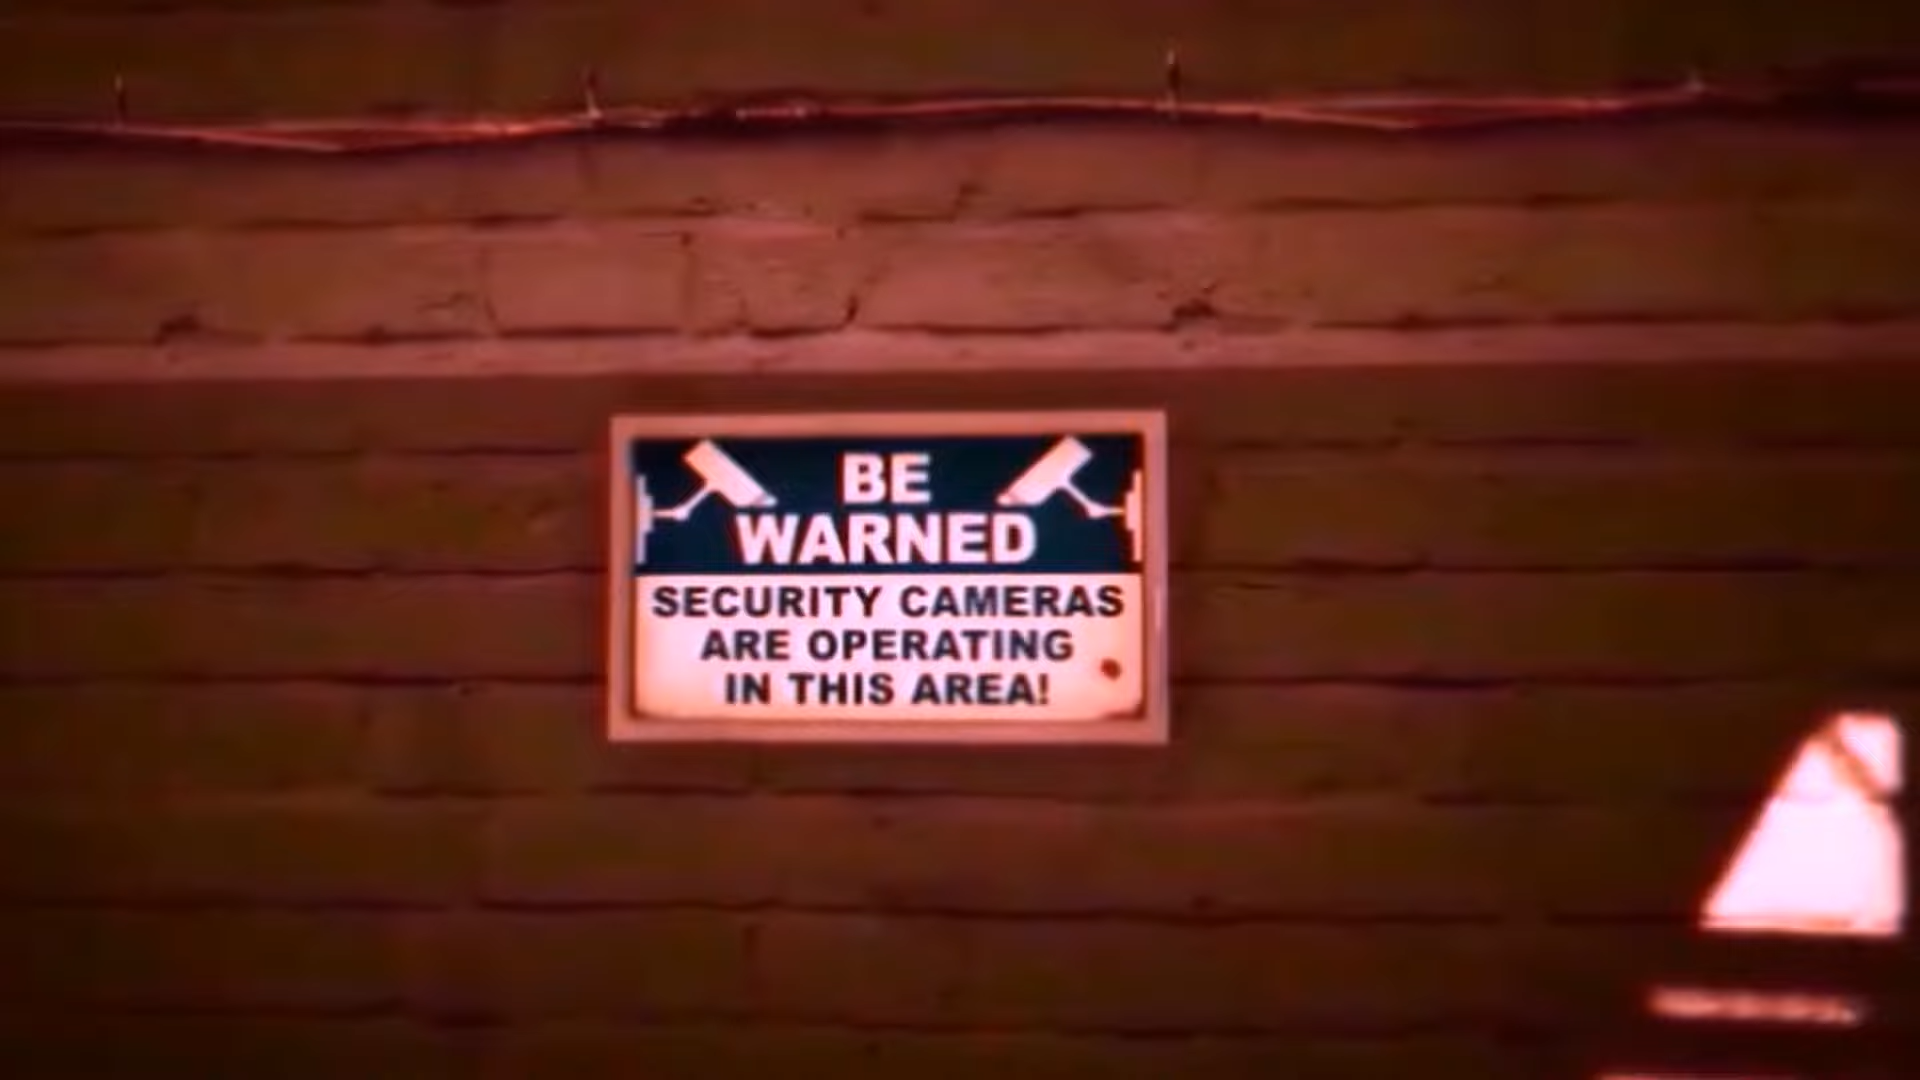 BE
WARNED
SECURITY CAMERAS
ARE OPERATING
IN THIS AREA!